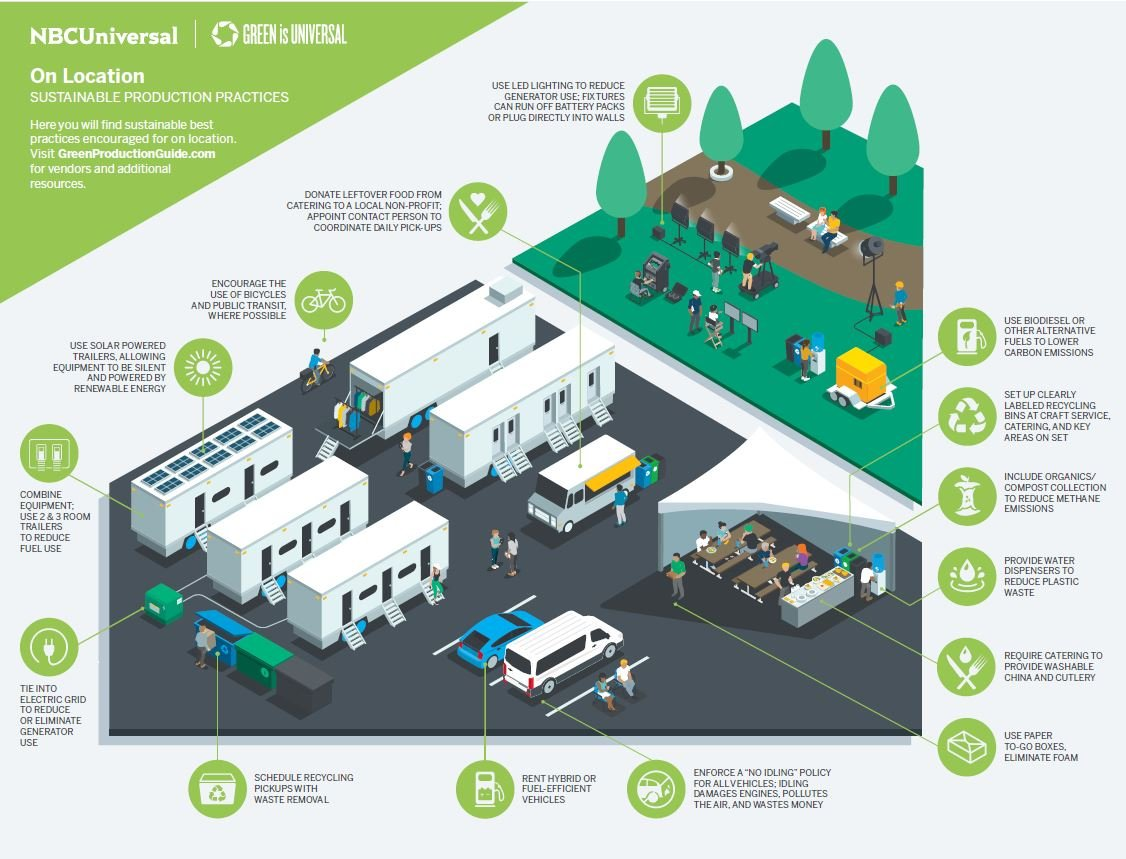 NBCUniversal
GREEN is UNIVERSAL
On Location
SUSTAINABLE PRODUCTION PRACTICES
Here you will find sustainable best
practices encouraged for on location.
Visit GreenProductionGuide.com
for vendors and additional
resources.
USE LED LIGHTING TO REDUCE
GENERATOR USE; FIXTURES
CAN RUN OFF BATTERY PACKS
OR PLUG DIRECTLY INTO WALLS
DONATE LEFTOVER FOOD FROM
CATERING TO A LOCAL NON-PROFIT;
APPOINT CONTACT PERSON TO
COORDINATE DAILY PICK-UPS
ENCOURAGE THE
USE OF BICYCLES
AND PUBLIC TRANSIT,
WHERE POSSIBLE
USE SOLAR POWERED
TRAILERS, ALLOWING
EQUIPMENT TO BE SILENT
AND POWERED BY
RENEWABLE ENERGY
COMBINE
EQUIPMENT;
USE 2 & 3 ROOM
TRAILERS
TO REDUCE
FUEL USE
TIE INTO
ELECTRIC GRID
TO REDUCE
OR ELIMINATE
GENERATOR
USE
SCHEDULE RECYCLING
PICKUPS WITH
WASTE REMOVAL
RENT HYBRID OR
FUEL-EFFICIENT
VEHICLES
ENFORCE A "NO IDLING" POLICY
FOR ALL VEHICLES; IDLING
DAMAGES ENGINES, POLLUTES
THE AIR, AND WASTES MONEY
USE BIODIESEL OR
OTHER ALTERNATIVE
FUELS TO LOWER
CARBON EMISSIONS
SET UP CLEARLY
LABELED RECYCLING
BINS AT CRAFT SERVICE,
CATERING, AND KEY
AREAS ON SET
INCLUDE ORGANICS/
COMPOST COLLECTION
TO REDUCE METHANE
EMISSIONS
PROVIDE WATER
DISPENSERS TO
REDUCE PLASTIC
WASTE
REQUIRE CATERING TO
PROVIDE WASHABLE
CHINA AND CUTLERY
USE PAPER
TO-GO BOXES,
ELIMINATE FOAM